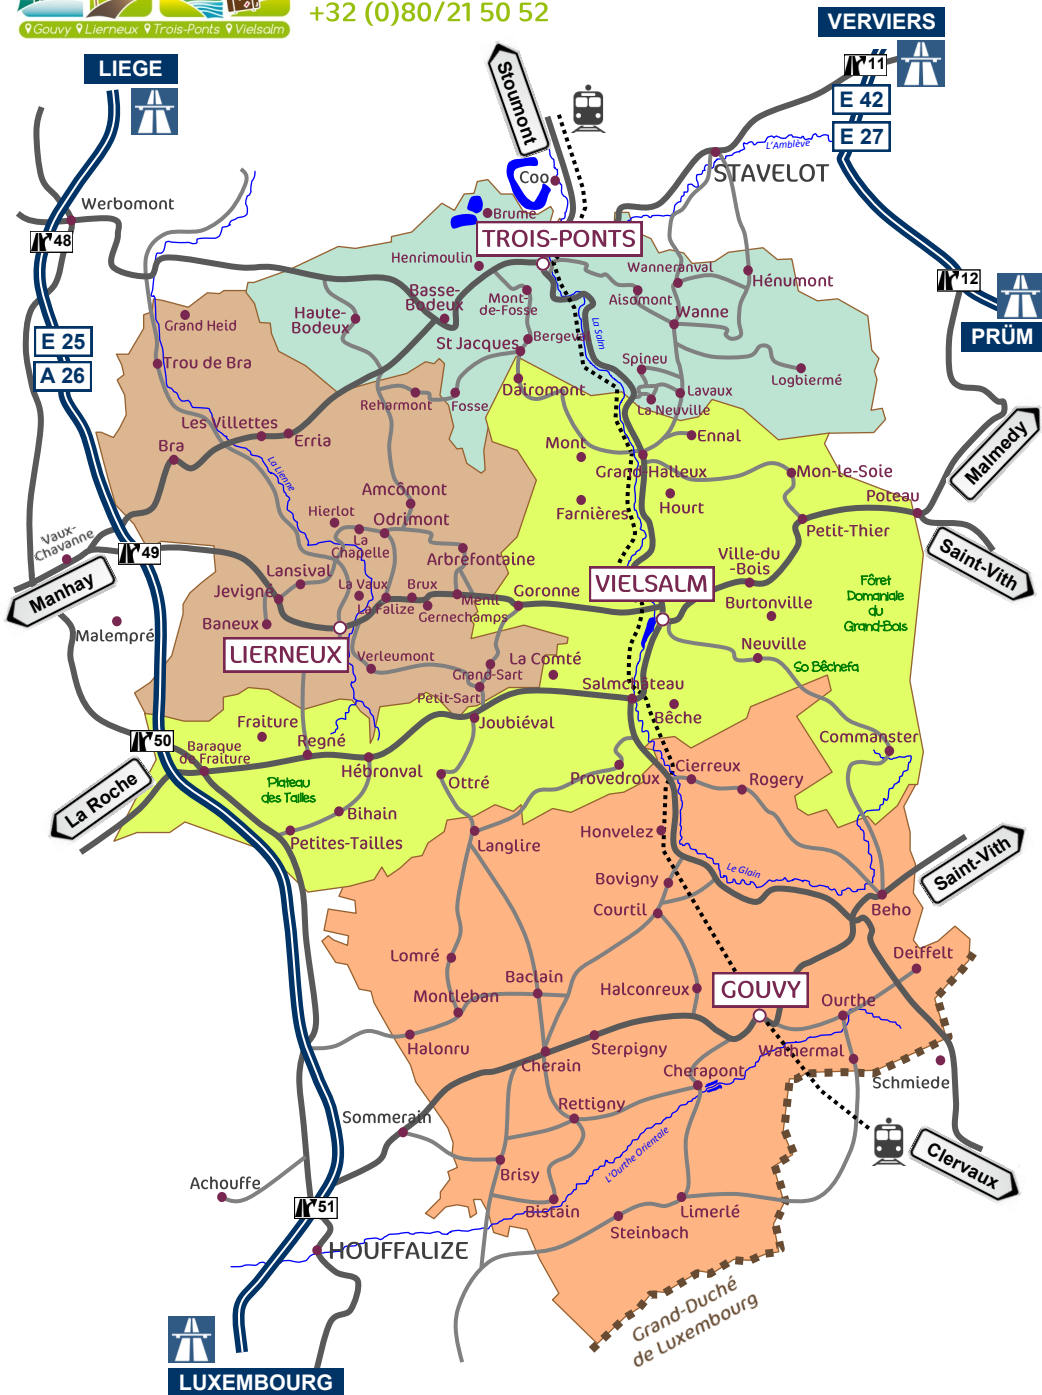 +32 (0)80/21 50 52
Gouvy Lierneux Trois-Ponts Vielsalm
VERVIERS
LIEGE
11
Stoumont
E 42
E 27
L'Amblève
STAVELOT
Coo
Werbomont
Brume
TROIS-PONTS
48
Henrimoulin
Wanneranval
Hénumont
12
Basse-
Bodeux
Mont-
de-Fosse
Aisomont
Haute-
Bodeux
Wanne
Grand Heid
La Salm
PRÜM
E 25
Bergeval
St Jacques
Trou de Bra
Spineu
A 26
Logbiermé
Dairomont
Lavaux
Reharmont
Fosse
La Neuville
Les Villettes
Erria
Ennal
Bra
Mont
Malmedy
La Lienne
Grand-Halleux
Mon-le-Soie
Amcômont
Poteau
Hierlot
Farnières
Hourt
Odrimont
Petit-Thier
La
Chapelle
Vaux-
Chavanne
49
Arbrefontaine
Ville-du
-Bois
Saint-Vith
Lansival
VIELSALM
Manhay
Jevigné
La Vaux
Brux
Menil
Goronne
Fôret
Domaniale
du
Grand-Bois
La Falize
Gernechamps
Burtonville
Baneux
Malempré
LIERNEUX
Verleumont
La Comté
Neuville
So Bêchefa
Grand-Sart
Petit-Sart
Salmchâteau
Bêche
Fraiture
Joubiéval
Commanster
50
Baraque
de Fraiture
Regné
Hébronval
Ottré
Provedroux
Cierreux
Rogery
La Roche
Plateau
des Tailles
Bihain
Petites-Tailles
Langlire
Honvelez
Le Glain
Saint-Vith
Bovigny
Courtil
Beho
Lomré
Deiffelt
Baclain
Halconreux
GOUVY
Montleban
Ourthe
Halonru
Sterpigny
Cherain
Wathermal
Cherapont
Schmiede
Rettigny
Sommerain
L'Ourthe Orientale
Clervaux
Achouffe
Brisy
51
Bistain
Limerlé
Steinbach
HOUFFALIZE
Grand-Duché
de Luxembourg
LUXEMBOURG